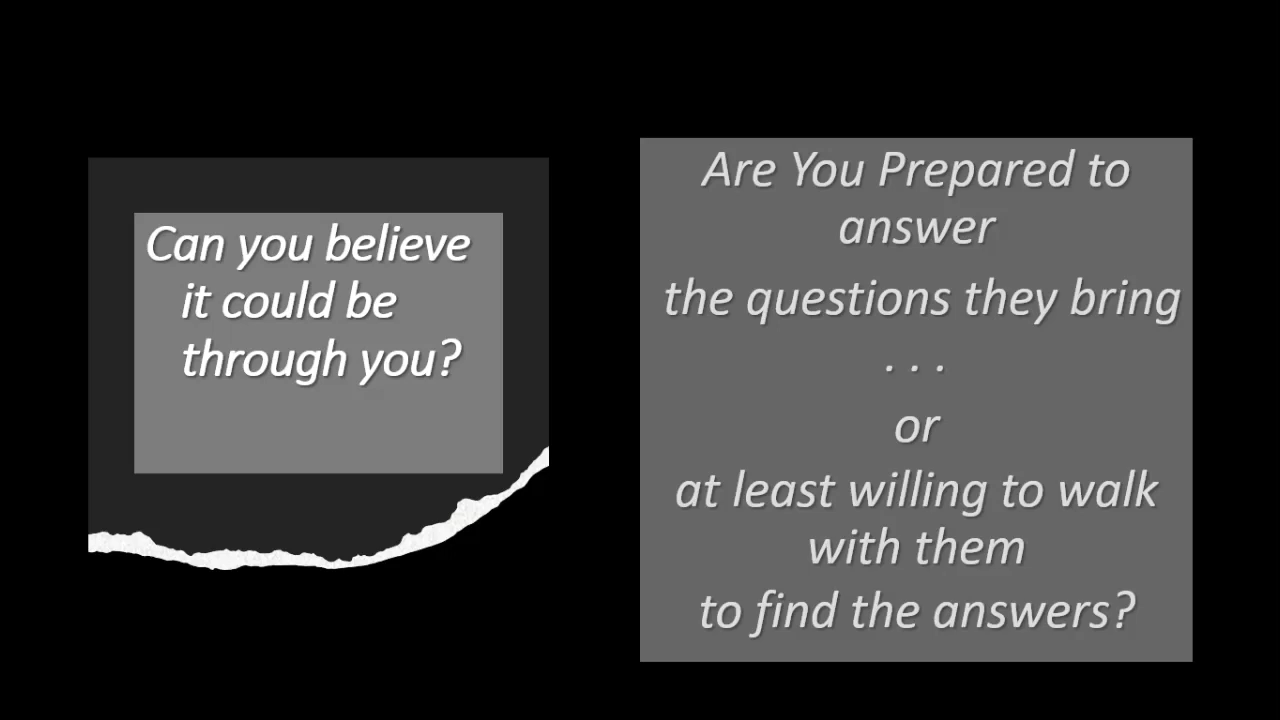 Can you believe
it could be
through you?
Are You Prepared to
answer
the questions they bring
. . .
or
at least willing to walk
with them
to find the answers?